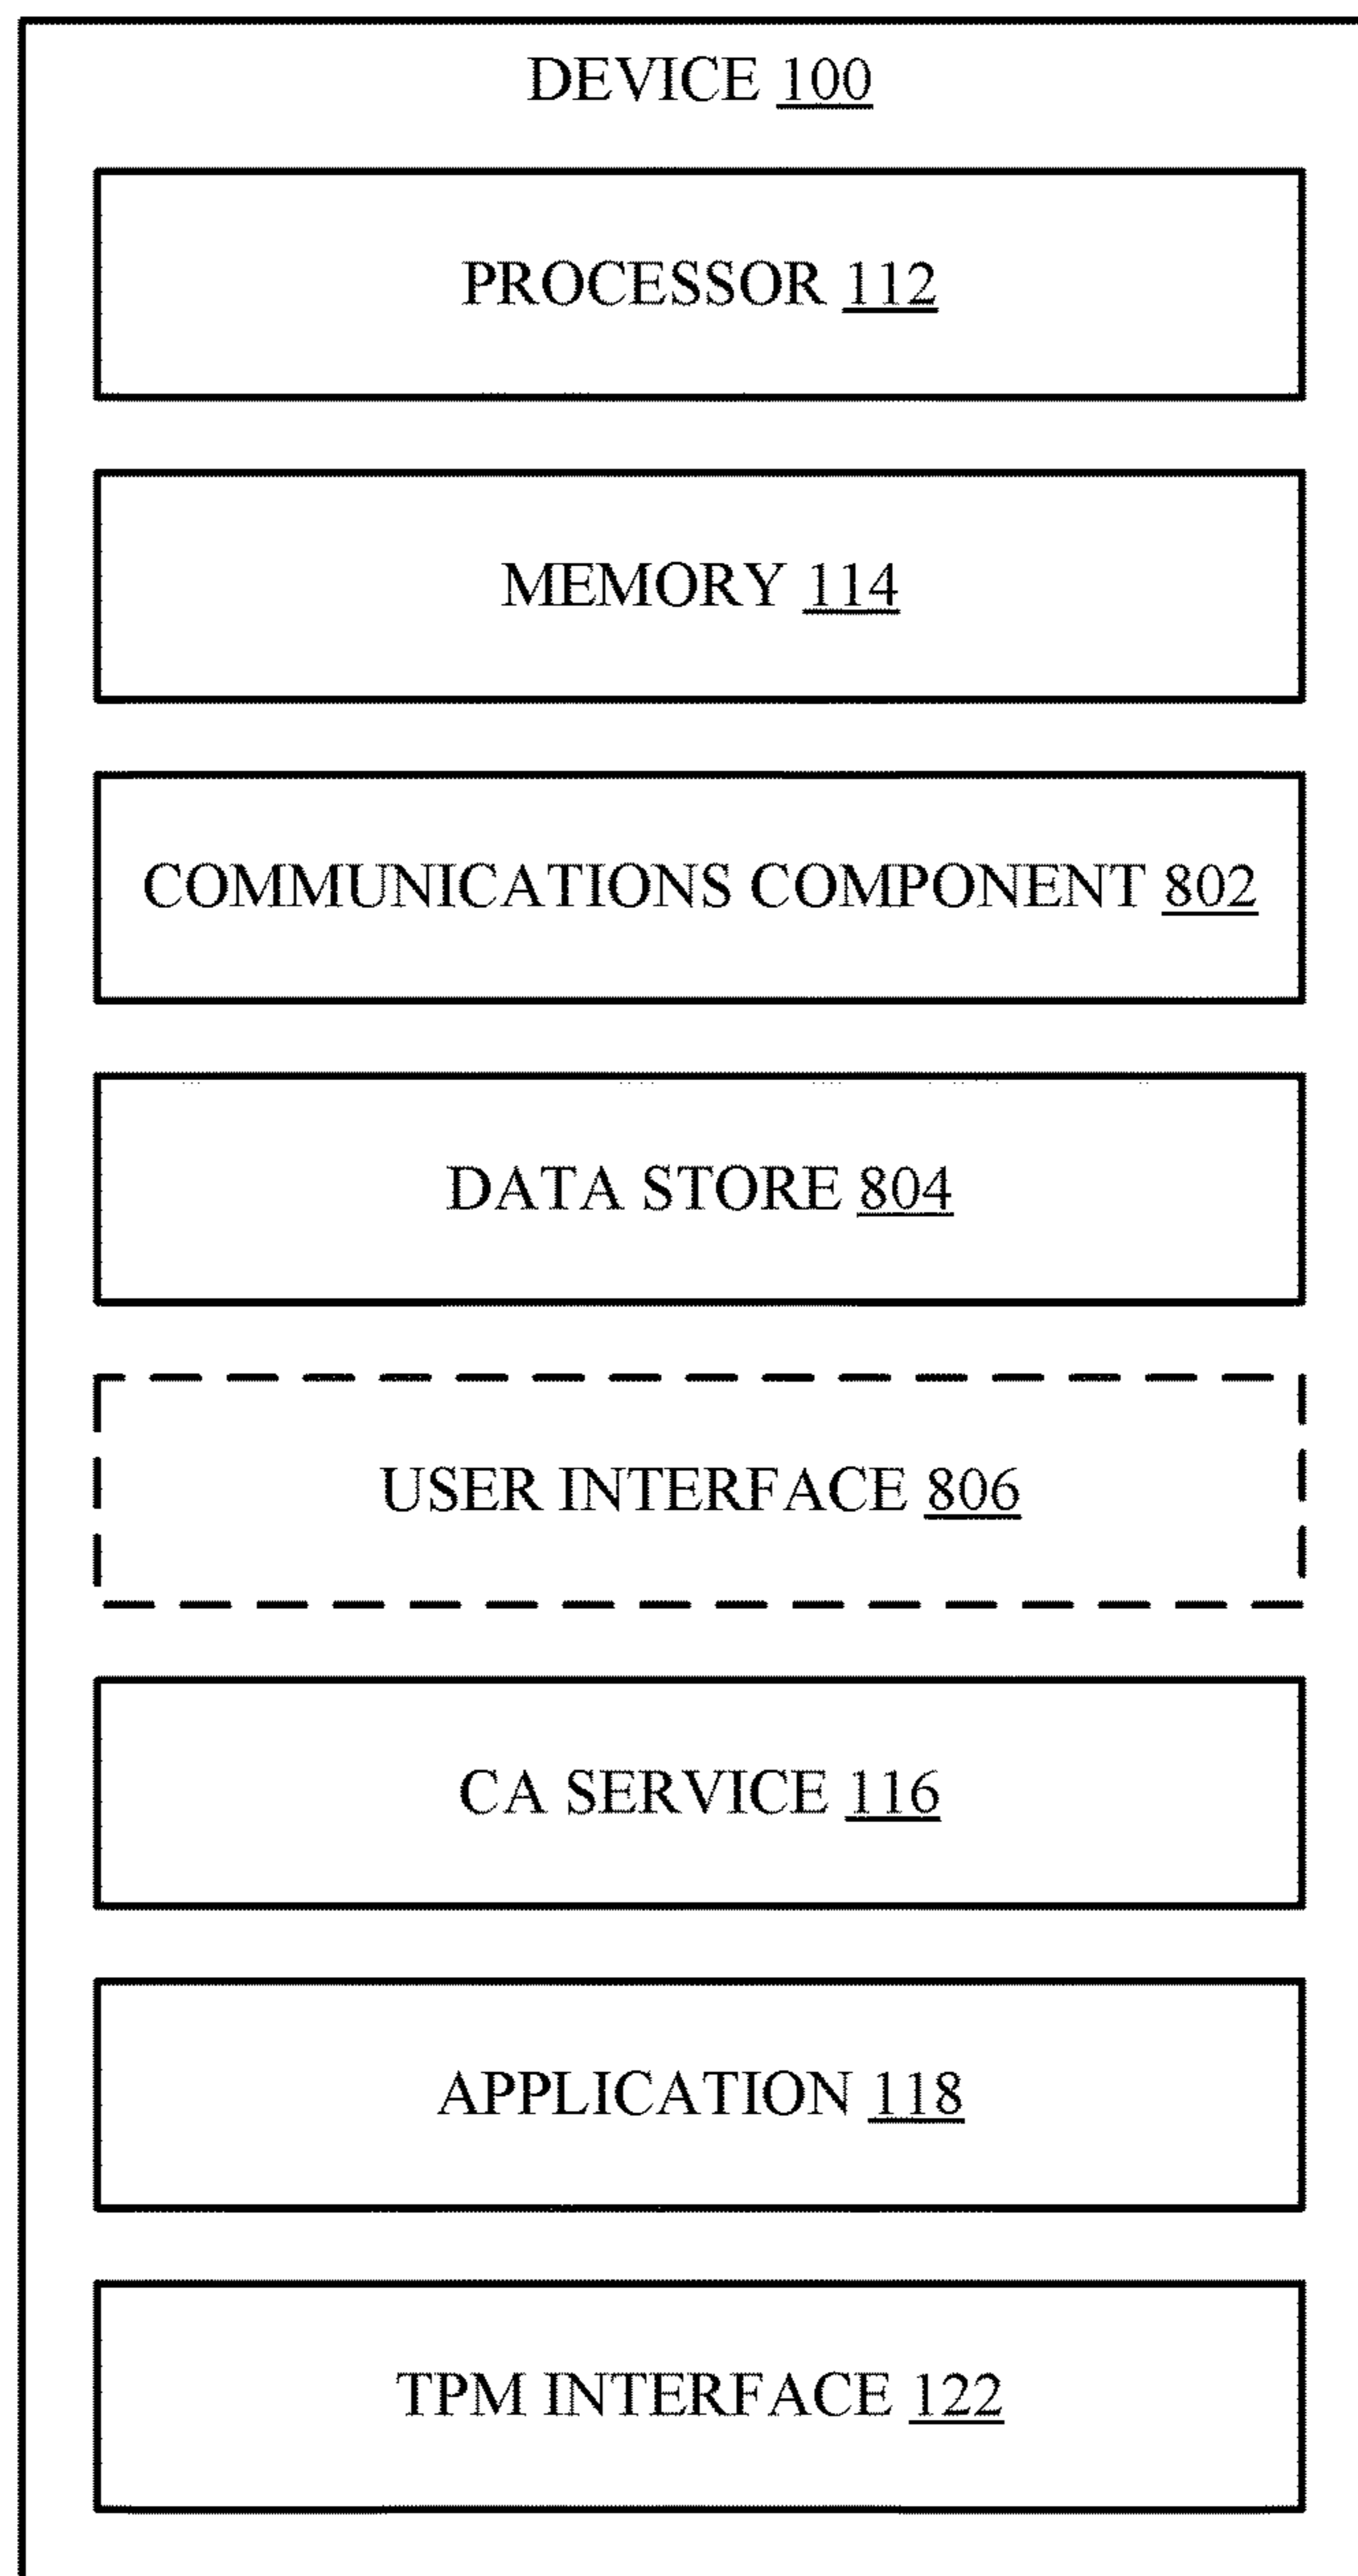 DEVICE 100
PROCESSOR 112
MEMORY 114
COMMUNICATIONS COMPONENT 802
DATA STORE 804
USER INTERFACE 806
CA SERVICE 116
APPLICATION 118
TPM INTERFACE 122